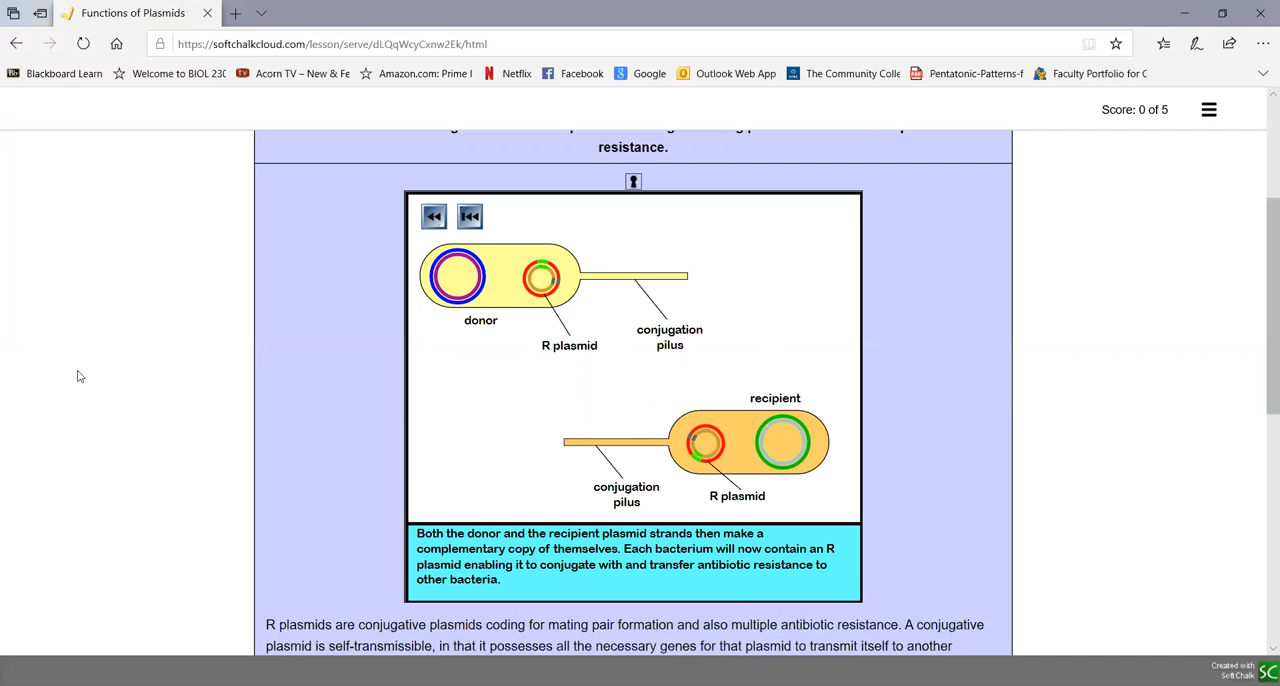 Functions of Plasmids
https://softchalkcloud.com/lesson/serve/dLQqWcyCxnw2Ek/html
Blackboard Learn Welcome to BIOL 230 Acorn TV – New & Fe Amazon.com: Prime I Netflix Facebook Google Outlook Web App The Community Colle Pentatonic-Patterns-f Faculty Portfolio for C
Score: 0 of 5
resistance.
donor
R plasmid
conjugation
pilus
recipient
conjugation
pilus
R plasmid
Both the donor and the recipient plasmid strands then make a
complementary copy of themselves. Each bacterium will now contain an R
plasmid enabling it to conjugate with and transfer antibiotic resistance to
other bacteria.
R plasmids are conjugative plasmids coding for mating pair formation and also multiple antibiotic resistance. A conjugative
plasmid is self-transmissible, in that it possesses all the necessary genes for that plasmid to transmit itself to another
Created with
SoftChalk
SC